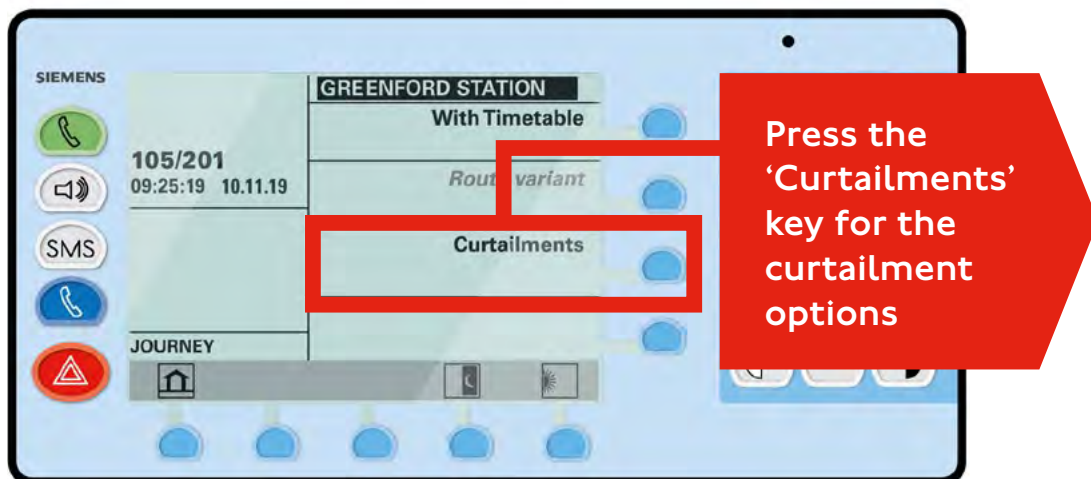 SIEMENS
GREENFORD STATION
With Timetable
105/201
09:25:19 10.11.19
Route variant
SMS
Curtailments
JOURNEY
Press the
‘Curtailments’
key for the
curtailment
options